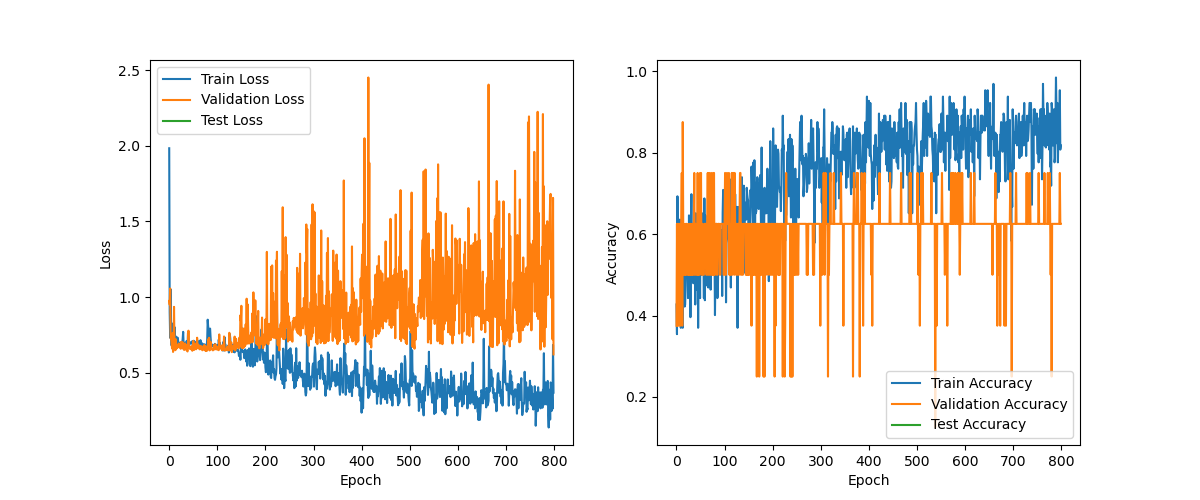 2.5
2.0
1.5
1.0
0.5
Loss
Train Loss
Validation Loss
Test Loss
0 100 200 300 400 500 600 700 800
Epoch
1.0
0.8
0.6
0.4
0.2
Accuracy
Train Accuracy
Validation Accuracy
Test Accuracy
0 100 200 300 400 500 600 700 800
Epoch